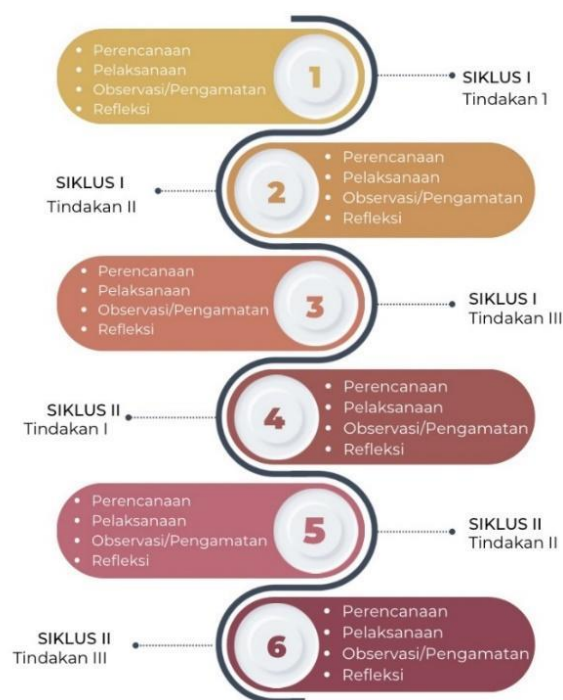 Perencanaan
Pelaksanaan
Observasi/Pengamatan
Refleksi
1
SIKLUS I
Tindakan 1
SIKLUS I
Tindakan II
2
Perencanaan
Pelaksanaan
Observasi/Pengamatan
Refleksi
Perencanaan
Pelaksanaan
Observasi/Pengamatan
Refleksi
3
SIKLUS I
Tindakan III
SIKLUS II
Tindakan I
4
Perencanaan
Pelaksanaan
Observasi/Pengamatan
Refleksi
Perencanaan
Pelaksanaan
Observasi/Pengamatan
Refleksi
5
SIKLUS II
Tindakan II
SIKLUS II
Tindakan III
6
Perencanaan
Pelaksanaan
Observasi/Pengamatan
Refleksi